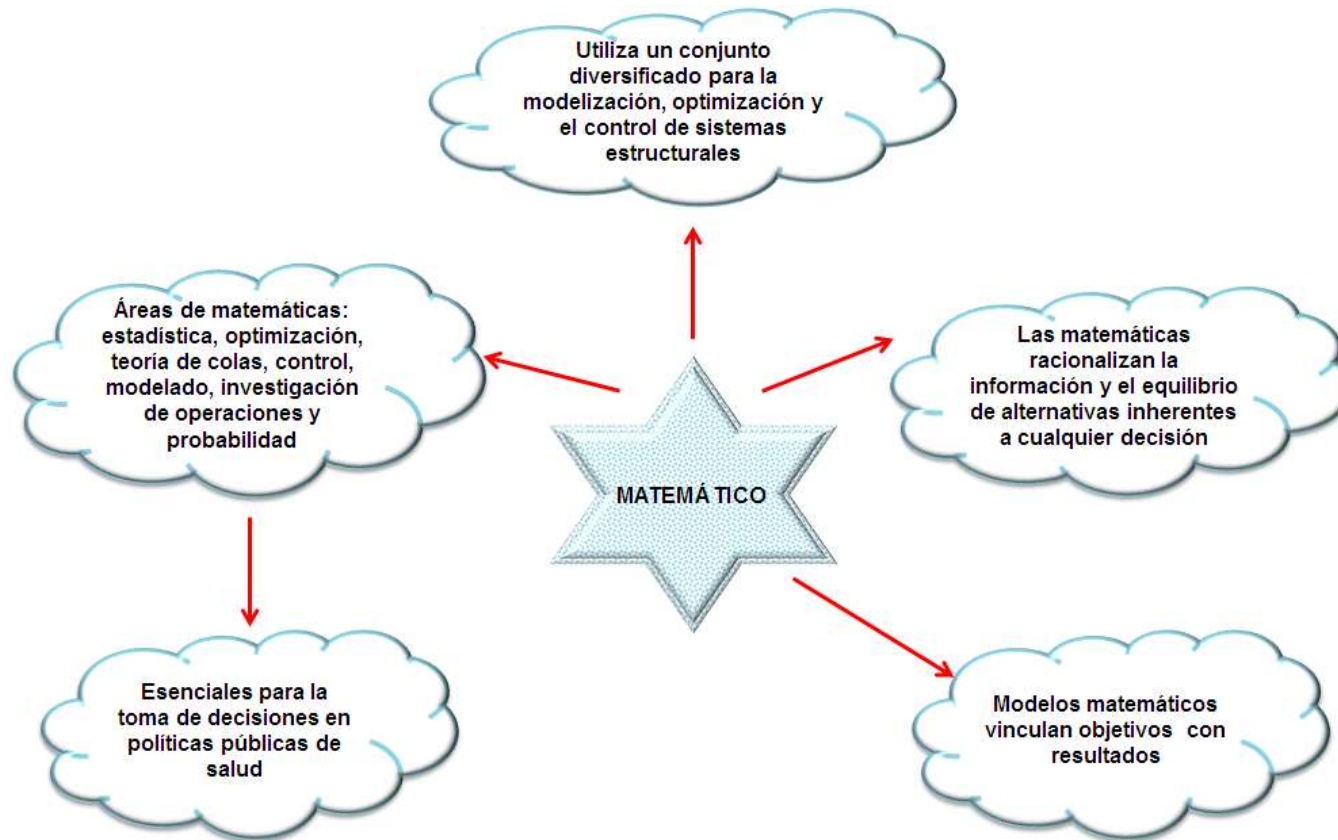 Utiliza un conjunto
diversificado para la
modelización, optimización y
el control de sistemas
estructurales
Áreas de matemáticas:
estadística, optimización,
teoría de colas, control,
modelado, investigación
de operaciones y
probabilidad
Las matemáticas
racionalizan la
información y el equilibrio
de alternativas inherentes
a cualquier decisión
MATEMÁTICO
Esenciales para la
toma de decisiones en
políticas públicas de
salud
Modelos matemáticos
vinculan objetivos con
resultados